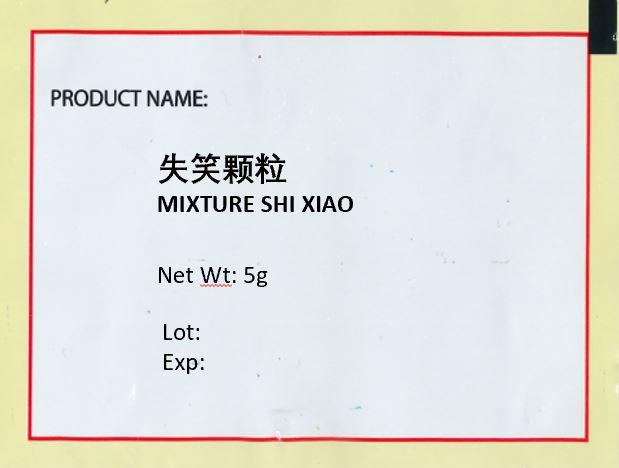 PRODUCT NAME:
失笑颗粒
MIXTURE SHI XIAO
Net Wt: 5g
Lot:
Exp: